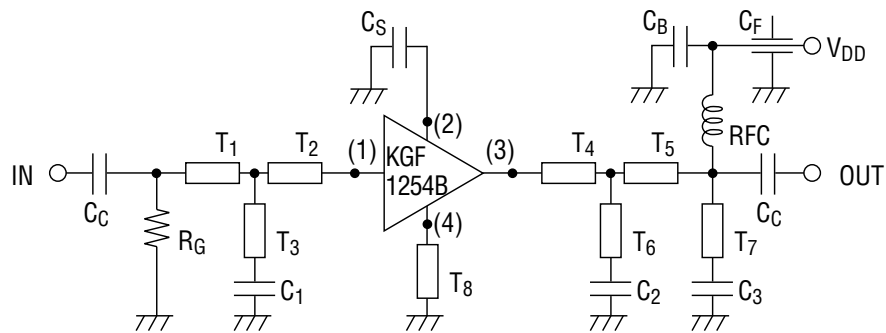 C_S
C_B
C_F
V_DD
(2)
RFC
T_1
T_2
(1)
KGF
1254B
(3)
T_4
T_5
IN
OUT
C_C
C_C
R_G
T_3
(4)
T_6
T_7
C_1
T_8
C_2
C_3